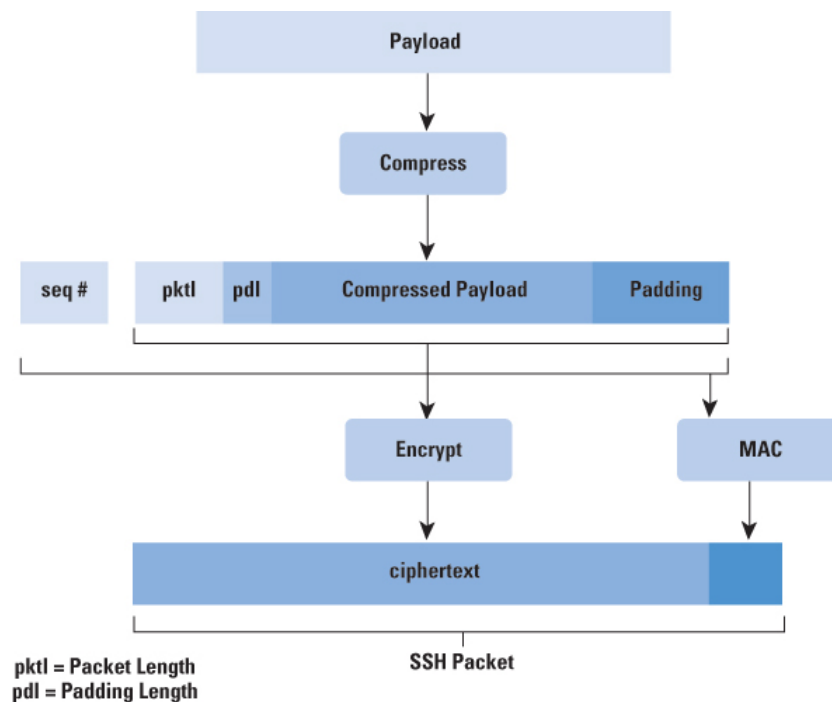 Payload
Compress
seq #
pktl
pdl
Compressed Payload
Padding
Encrypt
MAC
ciphertext
SSH Packet
pktl = Packet Length
pdl = Padding Length